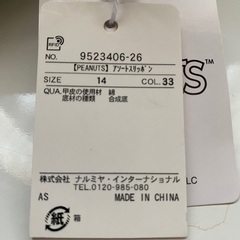 RFID
NO. 9523406-26
【PEANUTS】アソートスリッポン
SIZE 14 COL. 33
QUA. 甲皮の使用材 綿
底材の種類 合成底
株式会社 ナルミヤ・インターナショナル
TEL.0120-985-080
AS MADE IN CHINA
紙 箱
TS™
LLC